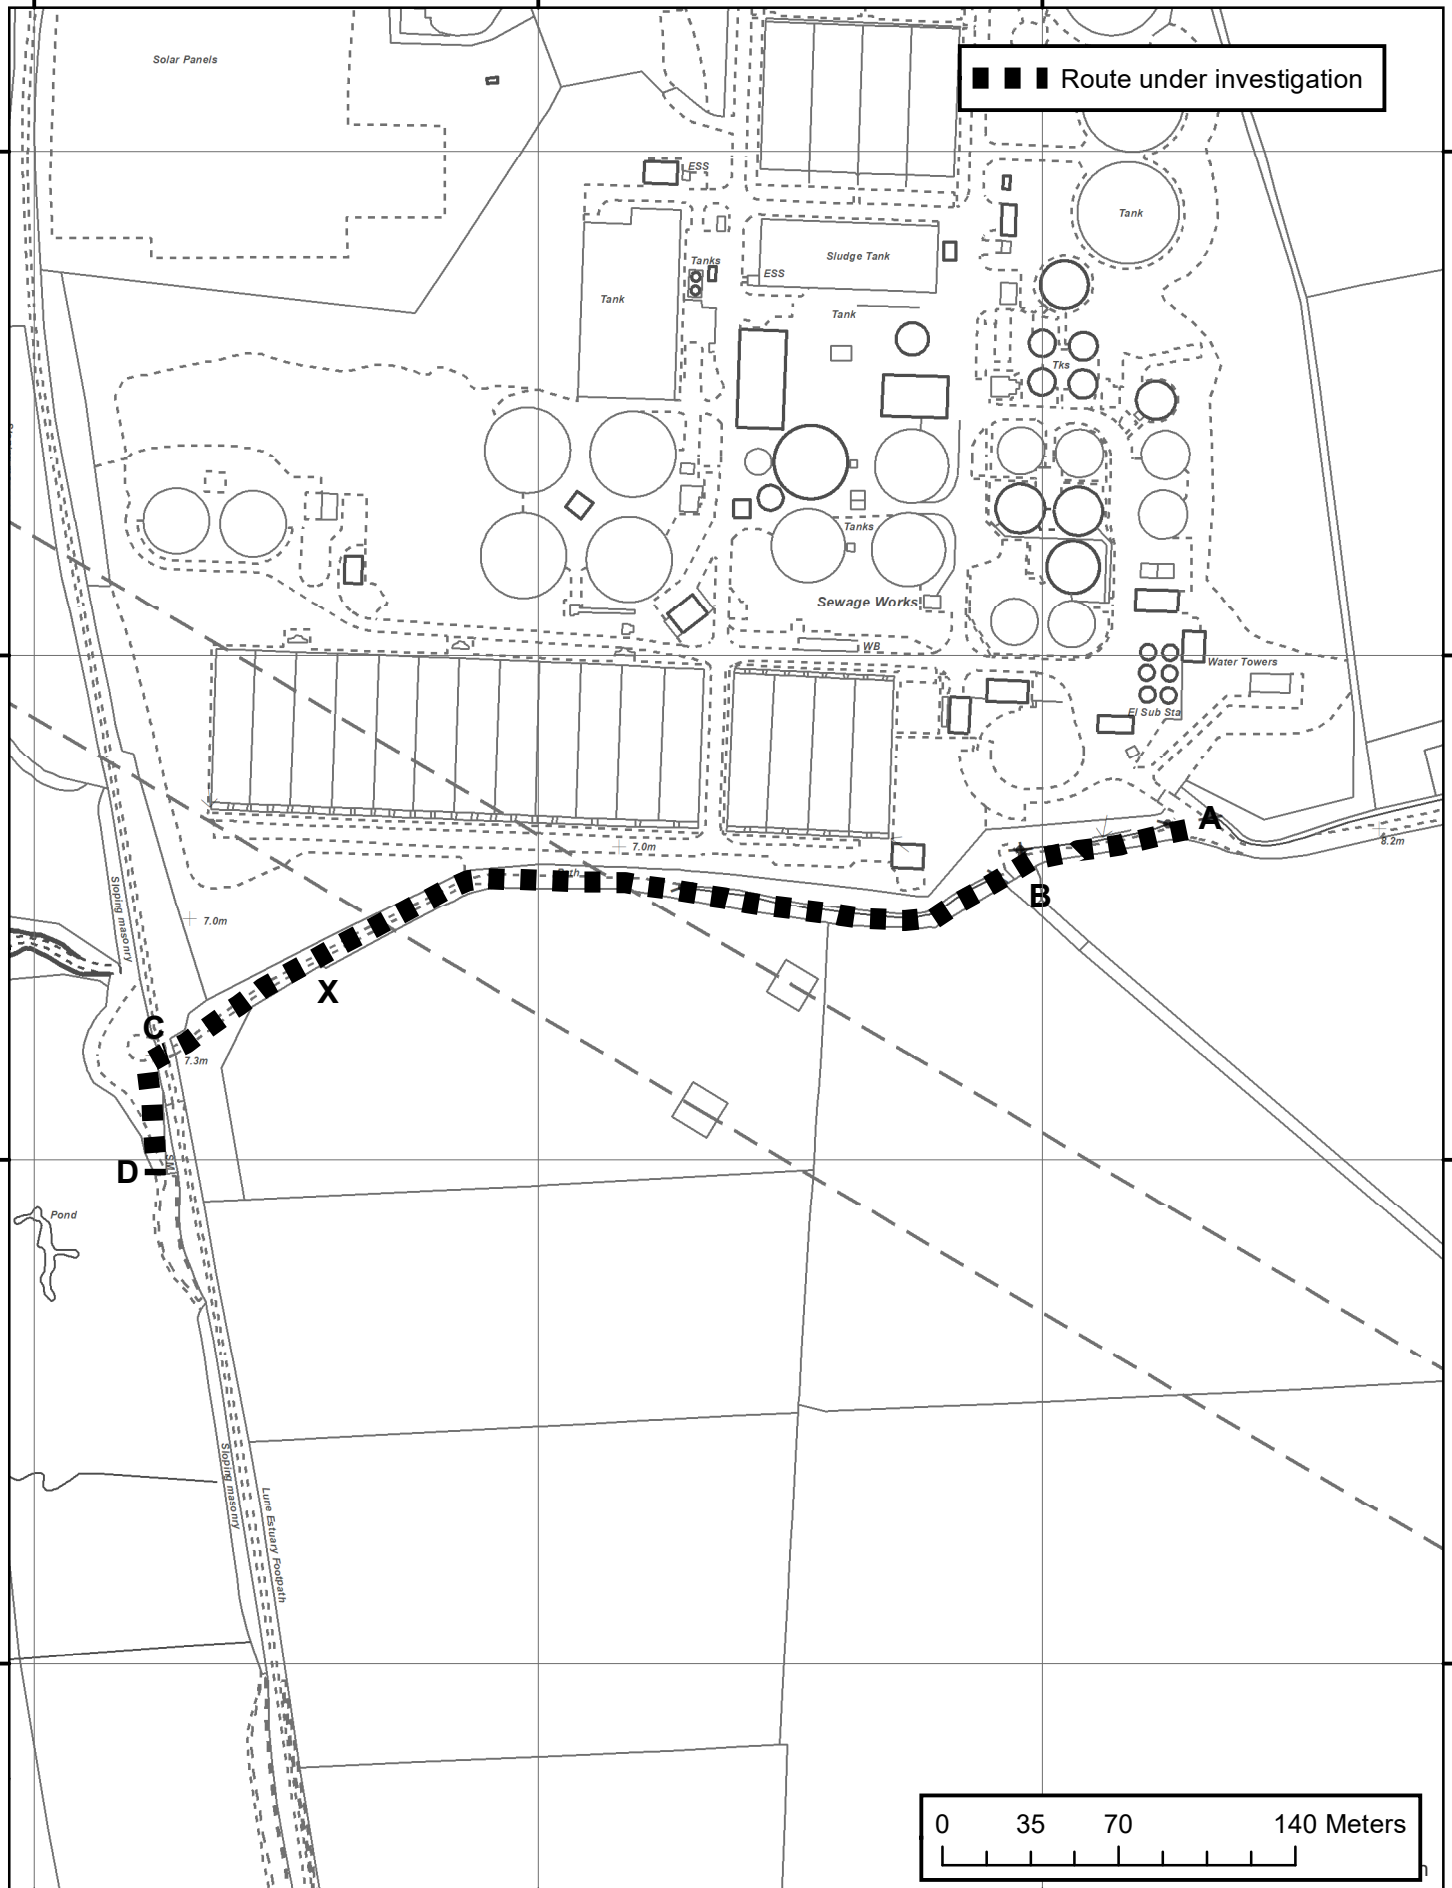 Solar Panels
Route under investigation
ESS
Tank
Tanks
Sludge Tank
ESS
Tank
Tank
Tks
Tanks
Sewage Works
WB
Water Towers
El Sub Sta
A
8.2m
7.0m
Path
B
Sloping masonry
7.0m
X
C
7.3m
D
SM
Pond
Sloping masonry
Lune Estuary Footpath
0 35 70 140 Meters